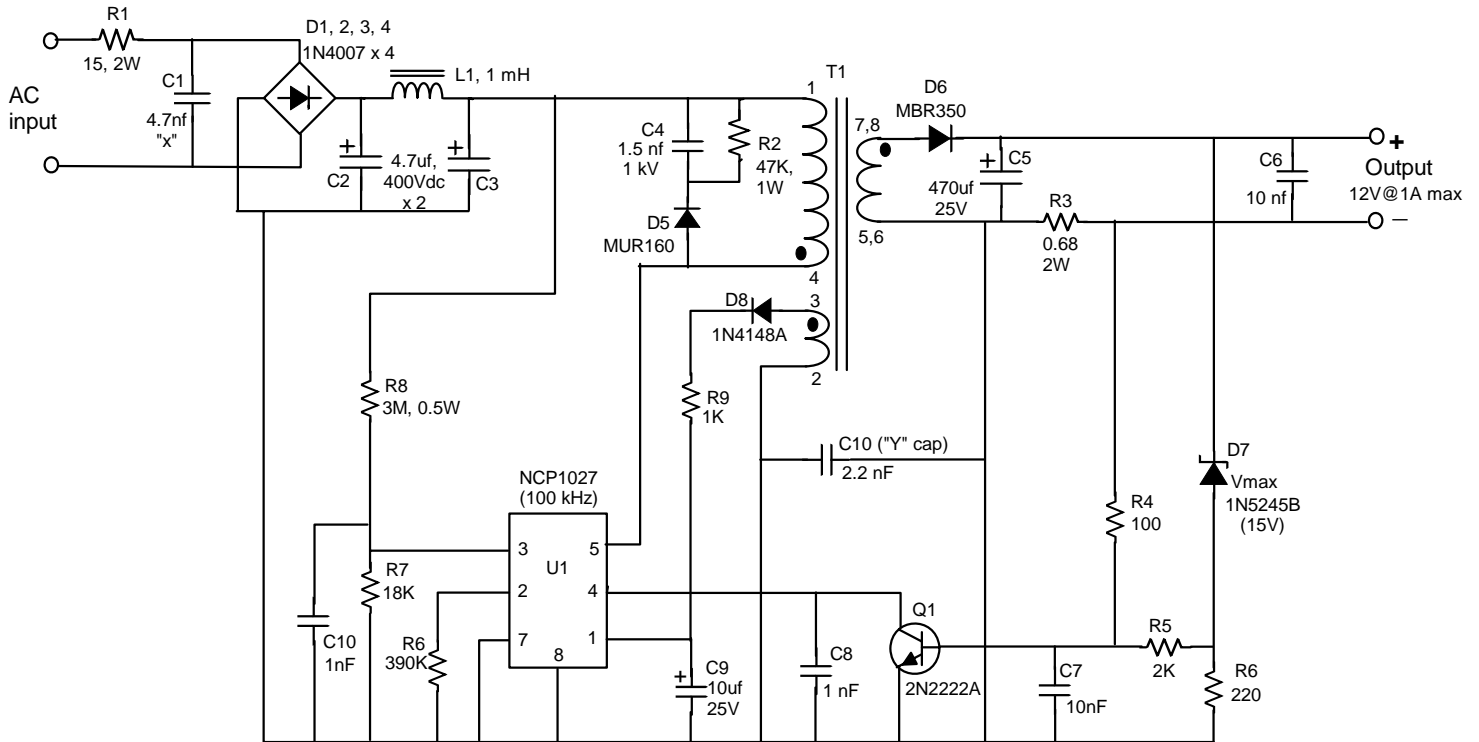 R1
15, 2W
AC
input
C1
4.7nf
"x"
D1, 2, 3, 4
1N4007 x 4
L1, 1 mH
C2
4.7uf,
400Vdc
x 2
C3
C4
1.5 nf
1 kV
R2
47K,
1W
D5
MUR160
T1
1
4
3
2
7,8
5,6
D6
MBR350
C5
470uf
25V
R3
0.68
2W
C6
10 nf
+
Output
12V@1A max
–
D8
1N4148A
R9
1K
R8
3M, 0.5W
C10 ("Y" cap)
2.2 nF
D7
Vmax
1N5245B
(15V)
R4
100
NCP1027
(100 kHz)
U1
3
2
7
8
5
4
1
R7
18K
C10
1nF
R6
390K
C9
10uf
25V
C8
1 nF
Q1
2N2222A
C7
10nF
R5
2K
R6
220